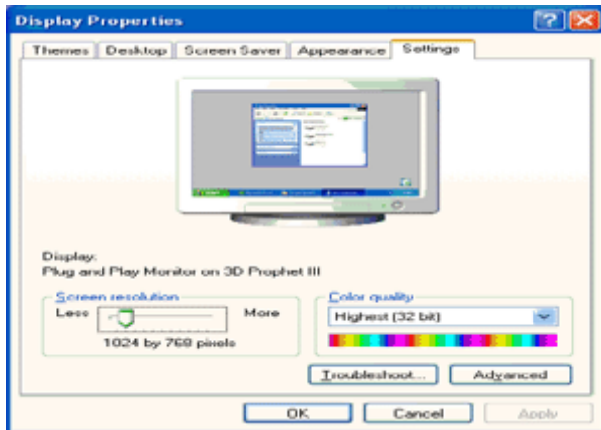 Display Properties
Themes Desktop Screen Saver Appearance Settings
Display:
Plug and Play Monitor on 3D Prophet III
Screen resolution
Less More
1024 by 768 pixels
Color quality
Highest (32 bit)
Troubleshoot... Advanced
OK Cancel Apply